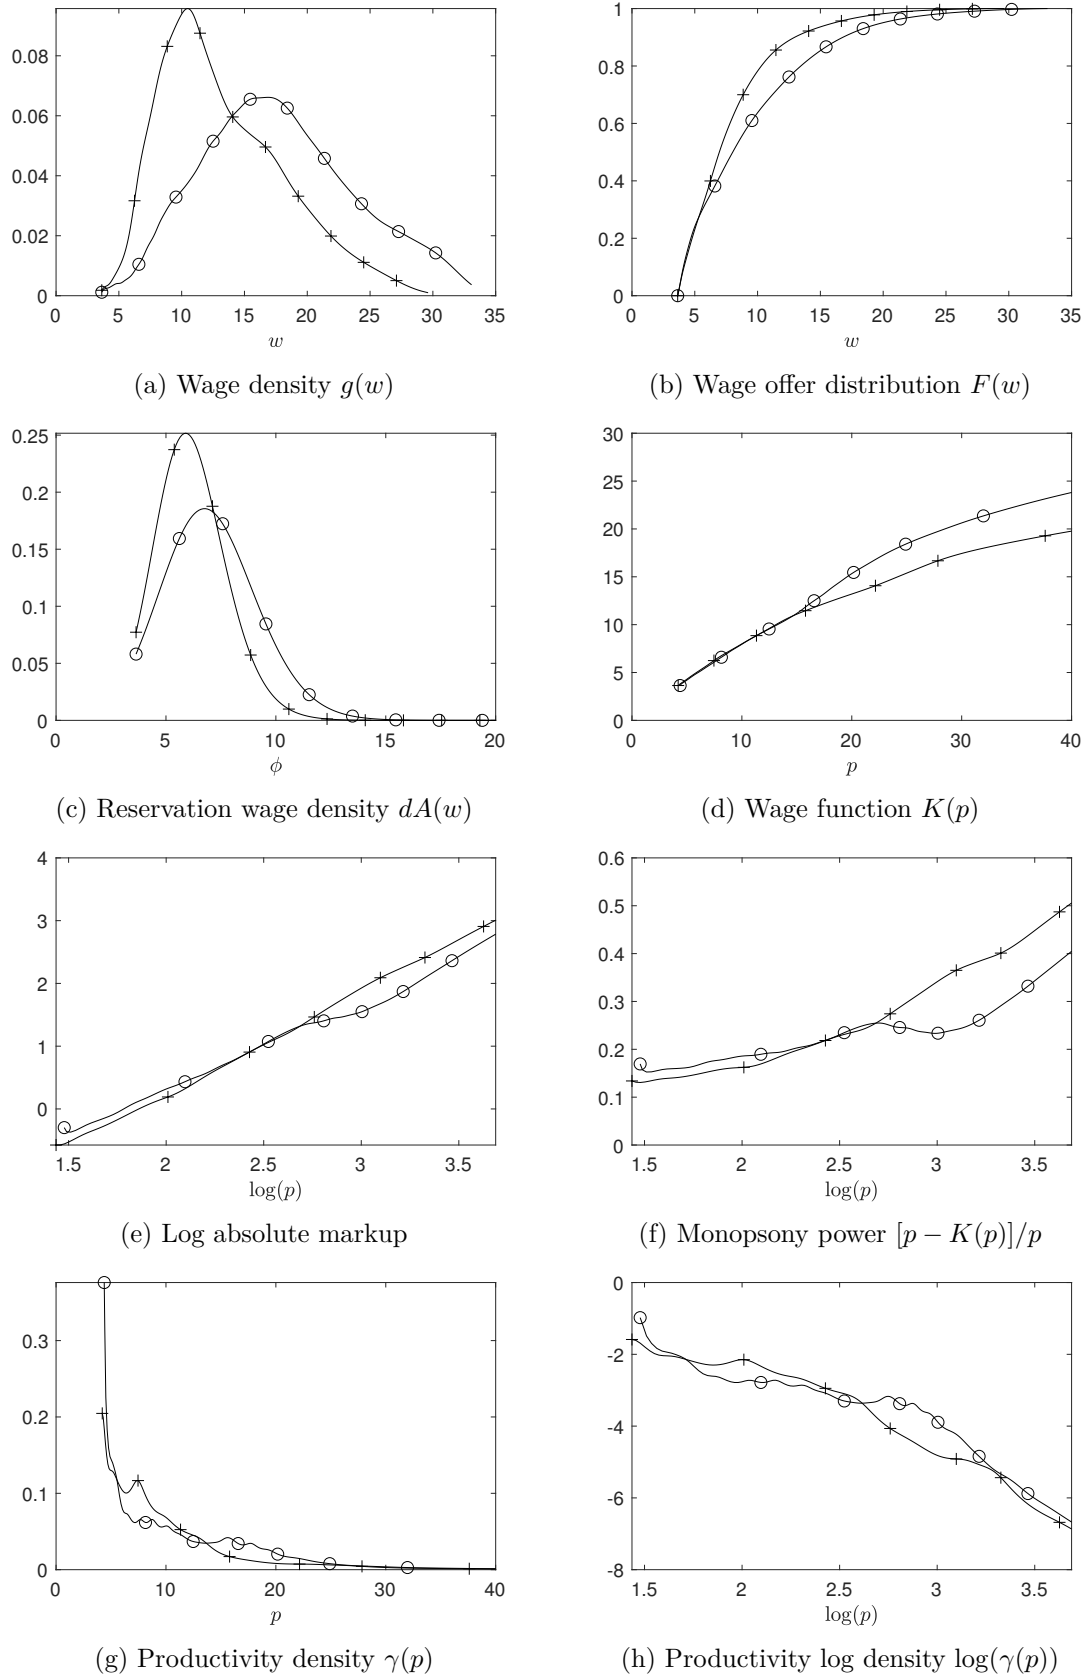 0.08
0.06
0.04
0.02
0
0 5 10 15 20 25 30 35
w
(a) Wage density g(w)
1
0.8
0.6
0.4
0.2
0
0 5 10 15 20 25 30 35
w
(b) Wage offer distribution F(w)
0.25
0.2
0.15
0.1
0.05
0
0 5 10 15 20
ϕ
(c) Reservation wage density dA(w)
30
25
20
15
10
5
0
0 10 20 30 40
p
(d) Wage function K(p)
4
3
2
1
0
1.5 2 2.5 3 3.5
log(p)
(e) Log absolute markup
0.6
0.5
0.4
0.3
0.2
0.1
0
1.5 2 2.5 3 3.5
log(p)
(f) Monopsony power [p − K(p)]/p
0.3
0.2
0.1
0
0 10 20 30 40
p
(g) Productivity density γ(p)
0
-2
-4
-6
-8
1.5 2 2.5 3 3.5
log(p)
(h) Productivity log density log(γ(p))